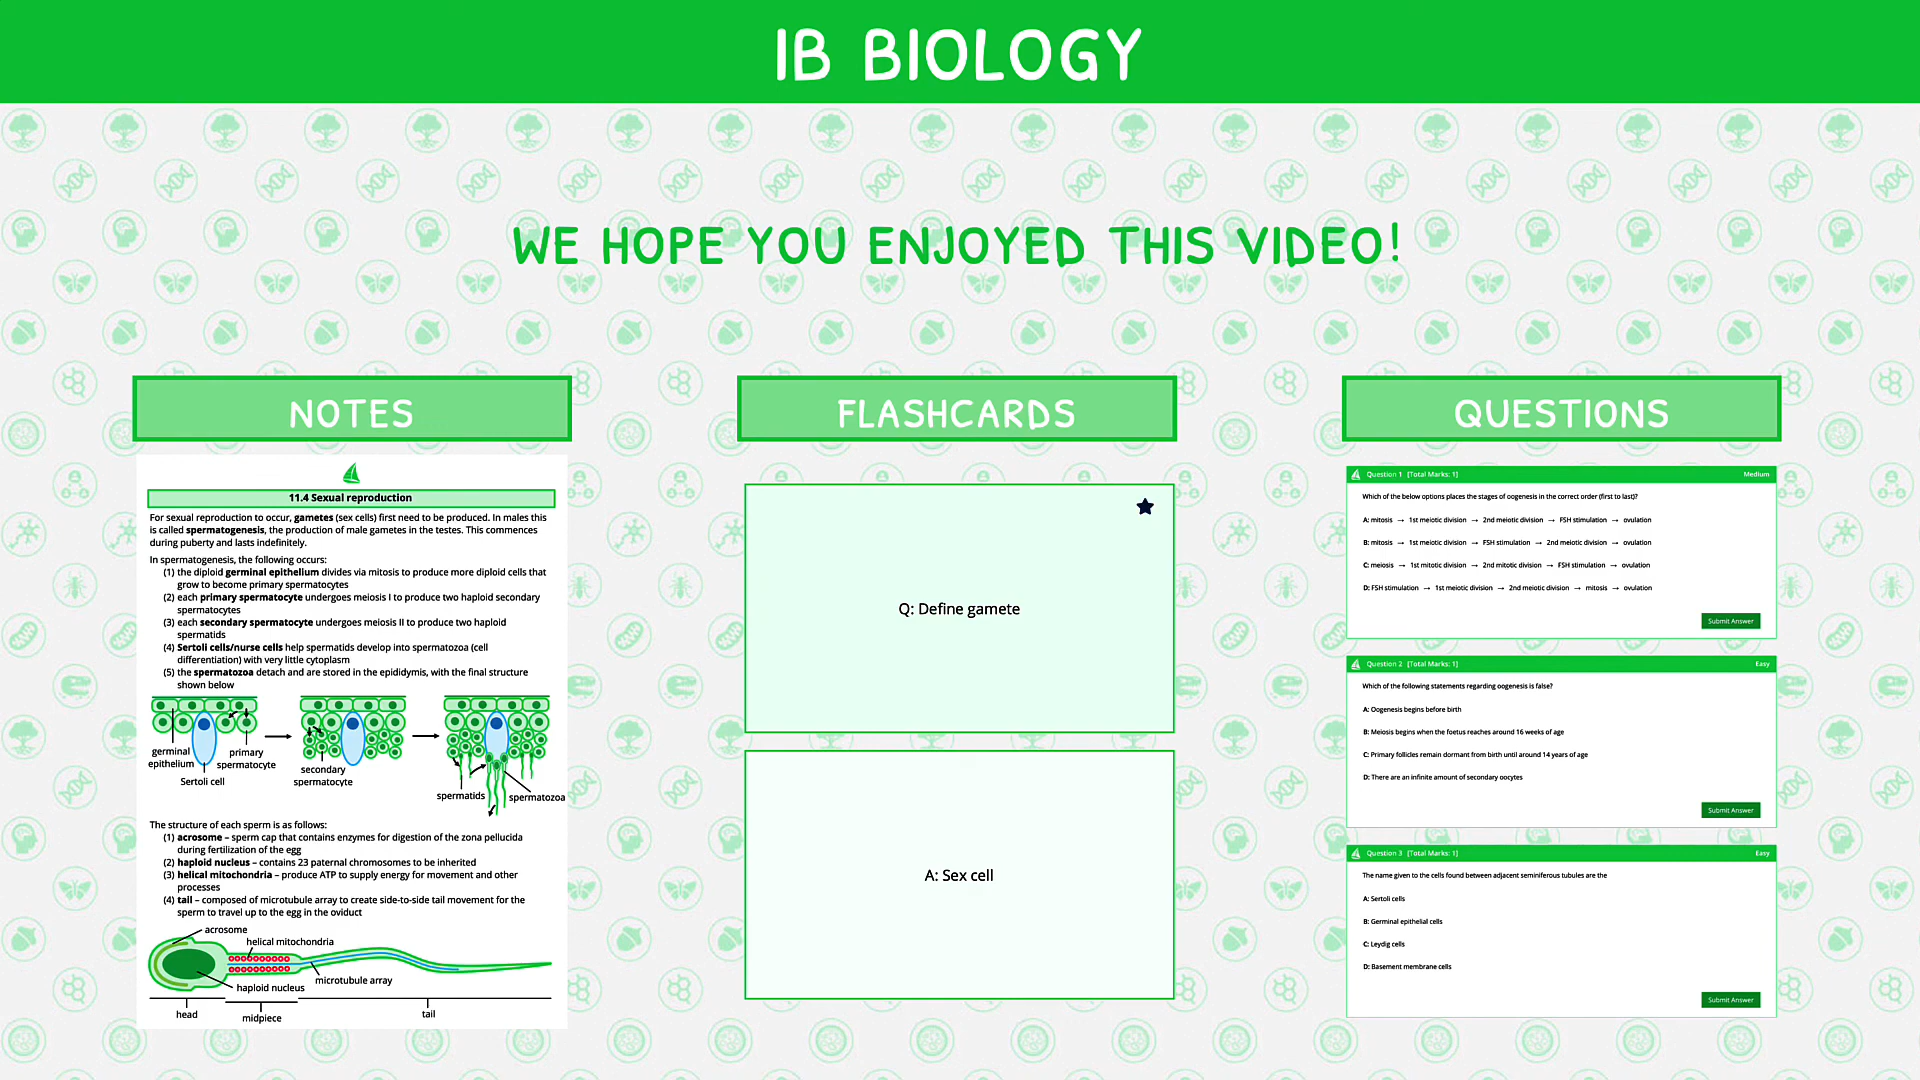 IB BIOLOGY
WE HOPE YOU ENJOYED THIS VIDEO!
NOTES
11.4 Sexual reproduction
For sexual reproduction to occur, gametes (sex cells) first need to be produced. In males this
is called spermatogenesis, the production of male gametes in the testes. This commences
during puberty and lasts indefinitely.
In spermatogenesis, the following occurs:
(1) the diploid germinal epithelium divides via mitosis to produce more diploid cells that
grow to become primary spermatocytes
(2) each primary spermatocyte undergoes meiosis I to produce two haploid secondary
spermatocytes
(3) each secondary spermatocyte undergoes meiosis II to produce two haploid
spermatids
(4) Sertoli cells/nurse cells help spermatids develop into spermatozoa (cell
differentiation) with very little cytoplasm
(5) the spermatozoa detach and are stored in the epididymis, with the final structure
shown below
germinal
epithelium
primary
spermatocyte
Sertoli cell
secondary
spermatocyte
spermatids
spermatozoa
The structure of each sperm is as follows:
(1) acrosome – sperm cap that contains enzymes for digestion of the zona pellucida
during fertilization of the egg
(2) haploid nucleus – contains 23 paternal chromosomes to be inherited
(3) helical mitochondria – produce ATP to supply energy for movement and other
processes
(4) tail – composed of microtubule array to create side-to-side tail movement for the
sperm to travel up to the egg in the oviduct
acrosome
helical mitochondria
microtubule array
haploid nucleus
head
midpiece
tail
FLASHCARDS
Q: Define gamete
A: Sex cell
QUESTIONS
Question 1 [Total Marks: 1] Medium
Which of the below options places the stages of oogenesis in the correct order (first to last)?
A: mitosis → 1st meiotic division → 2nd meiotic division → FSH stimulation → ovulation
B: mitosis → 1st meiotic division → FSH stimulation → 2nd meiotic division → ovulation
C: meiosis → 1st mitotic division → 2nd mitotic division → FSH stimulation → ovulation
D: FSH stimulation → 1st meiotic division → 2nd meiotic division → mitosis → ovulation
Submit Answer
Question 2 [Total Marks: 1] Easy
Which of the following statements regarding oogenesis is false?
A: Oogenesis begins before birth
B: Meiosis begins when the foetus reaches around 16 weeks of age
C: Primary follicles remain dormant from birth until around 14 years of age
D: There are an infinite amount of secondary oocytes
Submit Answer
Question 3 [Total Marks: 1] Easy
The name given to the cells found between adjacent seminiferous tubules are the
A: Sertoli cells
B: Germinal epithelial cells
C: Leydig cells
D: Basement membrane cells
Submit Answer